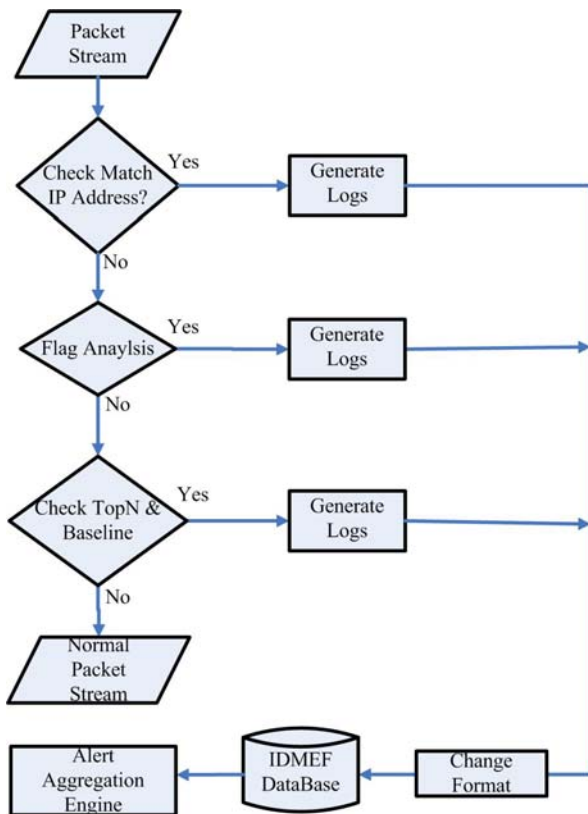 Packet
Stream
Check Match
IP Address?
Yes
Generate
Logs
No
Flag Anaylsis
Yes
Generate
Logs
No
Check TopN &
Baseline
Yes
Generate
Logs
No
Normal
Packet
Stream
Alert
Aggregation
Engine
IDMEF
DataBase
Change
Format